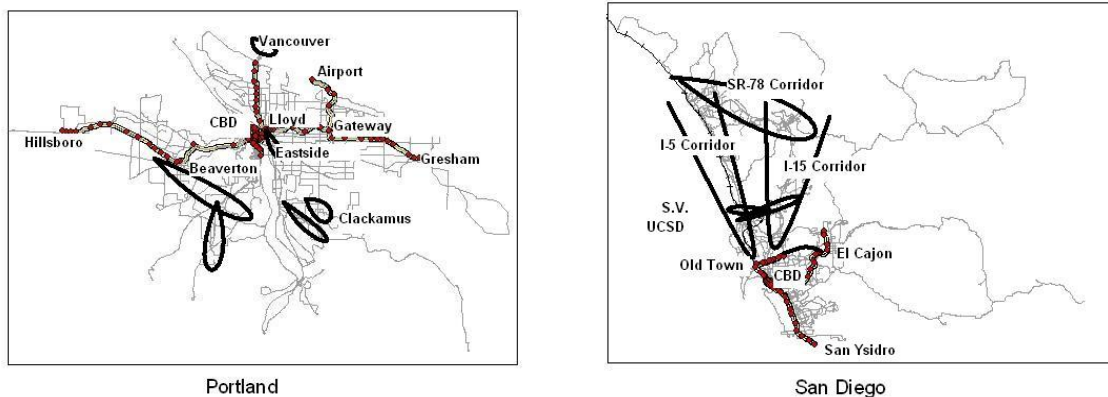 Vancouver
Airport
CBD
Lloyd
Gateway
Hillsboro
Eastside
Gresham
Beaverton
Clackamus
Portland
SR-78 Corridor
I-5 Corridor
I-15 Corridor
S.V.
UCSD
El Cajon
Old Town
CBD
San Ysidro
San Diego